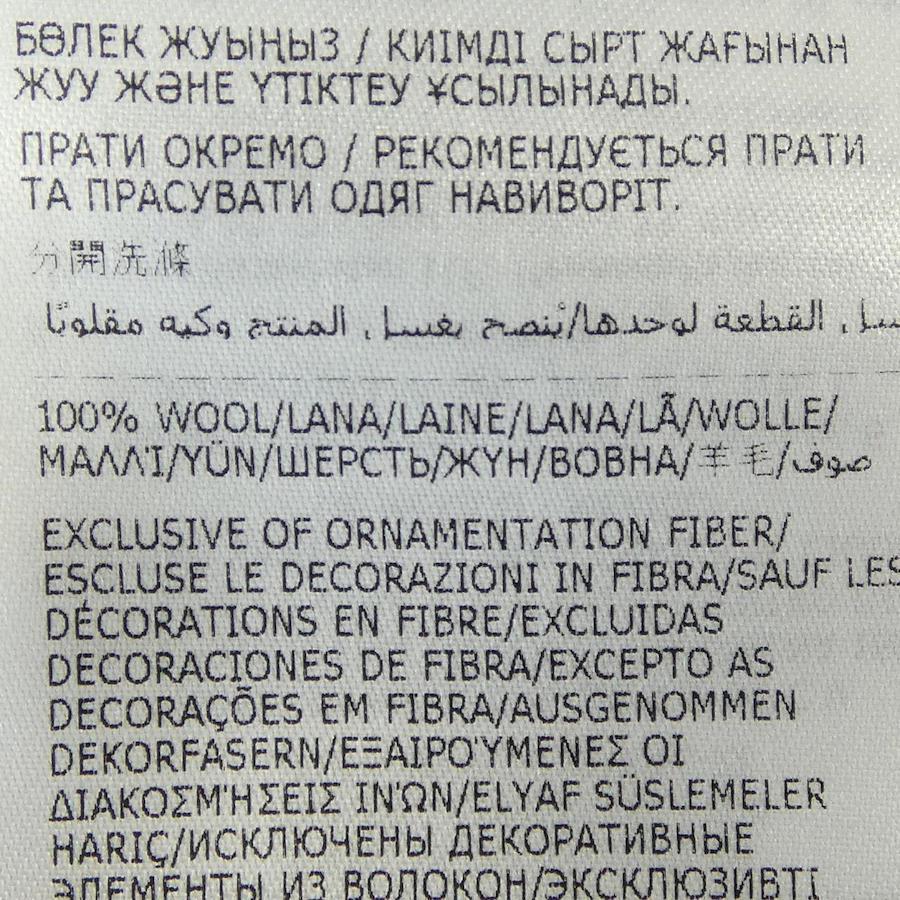 БӨЛЕК ЖУЫҢЫЗ / КИІМДІ СЫРТ ЖАҒЫНАН
ЖУУ ЖӘНЕ ҮТІКТЕУ ҰСЫЛЫНАДЫ.
ПРАТИ ОКРЕМО / РЕКОМЕНДУЄТЬСЯ ПРАТИ
ТА ПРАСУВАТИ ОДЯГ НАВИВОРІТ.
分開洗滌
القطعة لوحدها/يُنصح بغسل المنتج وكيه مقلوبًا
100% WOOL/LANA/LAINE/LANA/LÃ/WOLLE/
ΜΑΛΛΊ/YÜN/ШЕРСТЬ/ЖҮН/ВОВНА/羊毛/صوف
EXCLUSIVE OF ORNAMENTATION FIBER/
ESCLUSE LE DECORAZIONI IN FIBRA/SAUF LES
DÉCORATIONS EN FIBRE/EXCLUIDAS
DECORACIONES DE FIBRA/EXCEPTO AS
DECORAÇÕES EM FIBRA/AUSGENOMMEN
DEKORFASERN/ΕΞΑΙΡΟΎΜΕΝΕΣ ΟΙ
ΔΙΑΚΟΣΜΉΣΕΙΣ ΙΝΏΝ/ELYAF SÜSLEMELER
HARIÇ/ИСКЛЮЧЕНЫ ДЕКОРАТИВНЫЕ
ЭЛЕМЕНТЫ ИЗ ВОЛОКОН/ЭКСКЛЮЗИВТІ